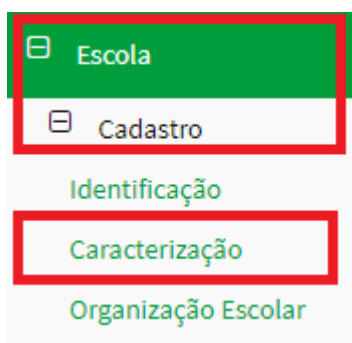 Escola
Cadastro
Identificação
Caracterização
Organização Escolar